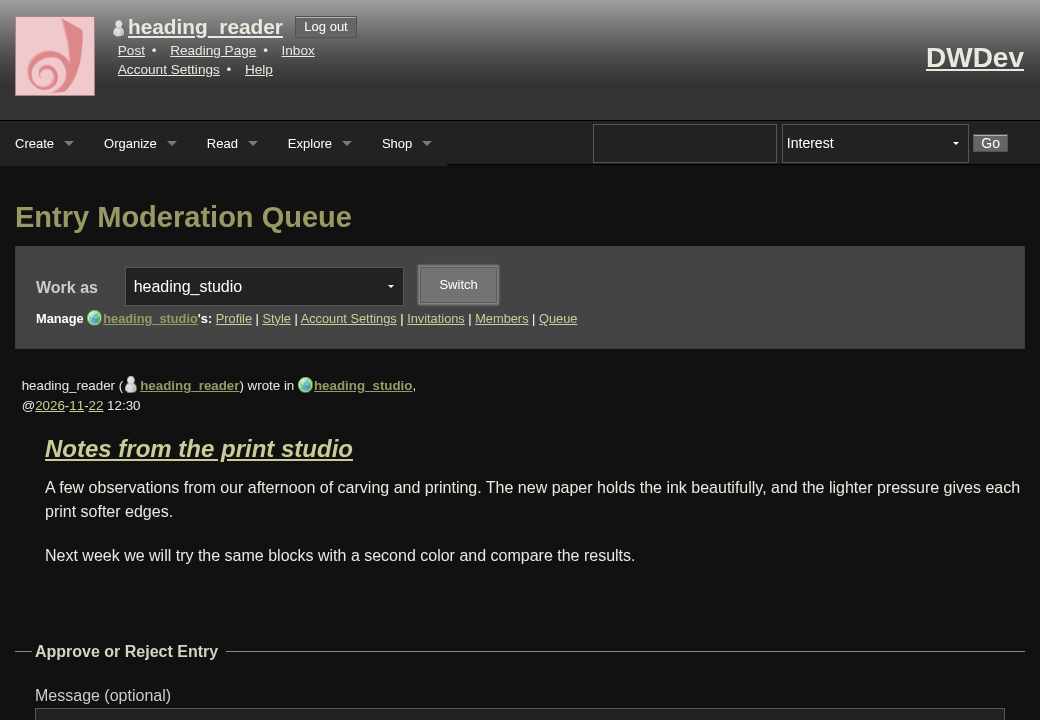 heading_reader Log out
Post • Reading Page • Inbox
Account Settings • Help
DWDev
Create Organize Read Explore Shop Interest Go
Entry Moderation Queue
Work as heading_studio Switch
Manage heading_studio's: Profile | Style | Account Settings | Invitations | Members | Queue
heading_reader (heading_reader) wrote in heading_studio,
@2026-11-22 12:30
Notes from the print studio
A few observations from our afternoon of carving and printing. The new paper holds the ink beautifully, and the lighter pressure gives each
print softer edges.
Next week we will try the same blocks with a second color and compare the results.
Approve or Reject Entry
Message (optional)